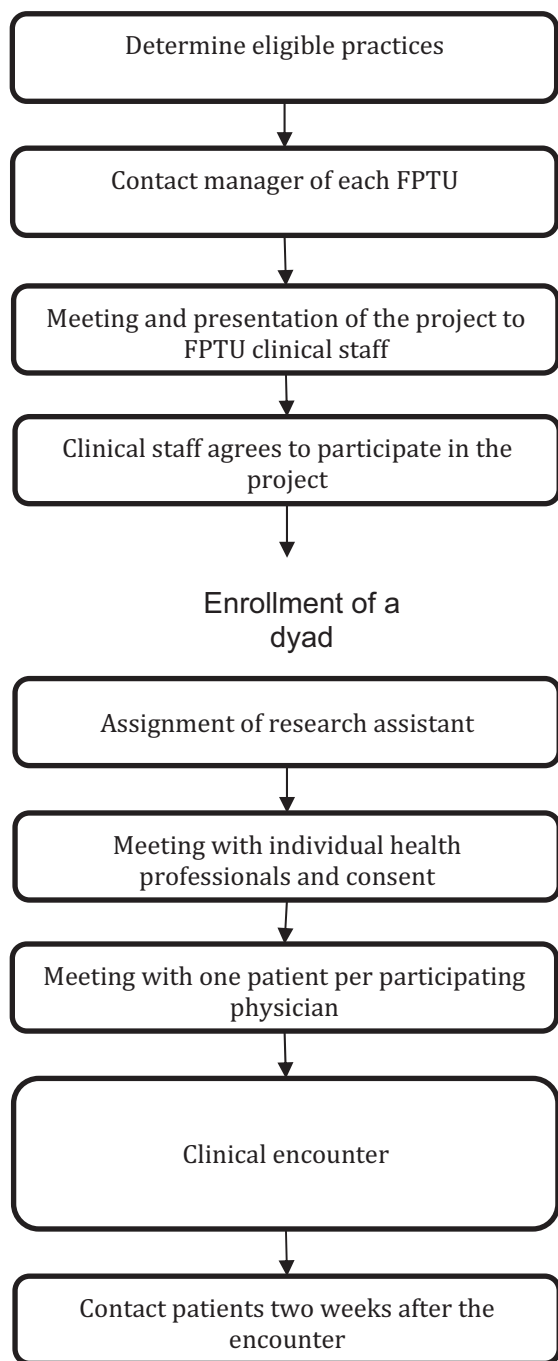 Determine eligible practices
Contact manager of each FPTU
Meeting and presentation of the project to
FPTU clinical staff
Clinical staff agrees to participate in the
project
Enrollment of a
dyad
Assignment of research assistant
Meeting with individual health
professionals and consent
Meeting with one patient per participating
physician
Clinical encounter
Contact patients two weeks after the
encounter